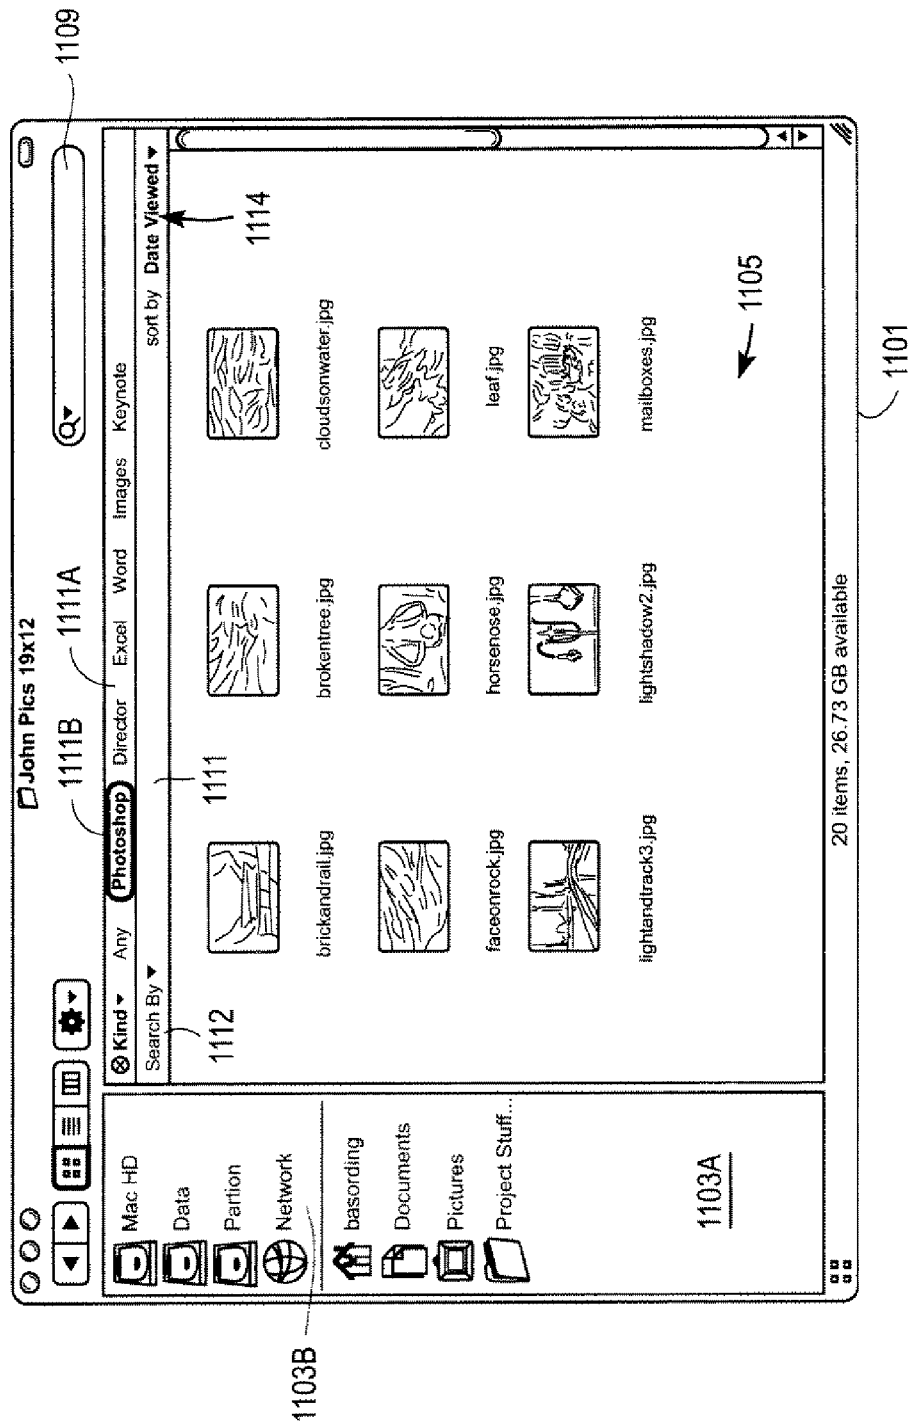 1109
John Pics 19x12
1111B
1111A
Kind Any Photoshop Director Excel Word Images Keynote
Search By
sort by Date Viewed
1112
1111
1114
Mac HD
Data
Partion
Network
1103B
basording
Documents
Pictures
Project Stuff...
1103A
brickandrail.jpg
brokentree.jpg
cloudsonwater.jpg
faceonrock.jpg
horsenose.jpg
leaf.jpg
lightandtrack3.jpg
lightshadow2.jpg
mailboxes.jpg
1105
20 items, 26.73 GB available
1101